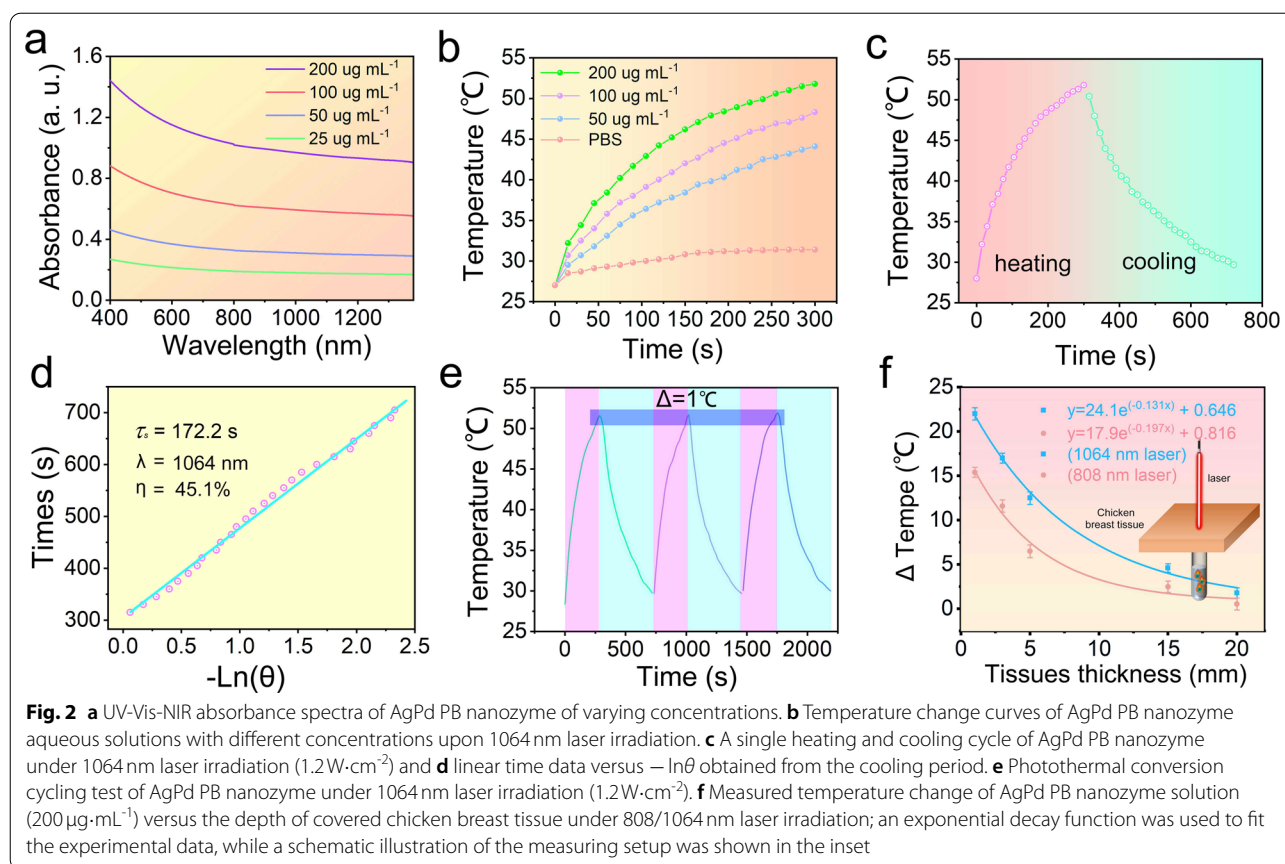 a
1.6
1.2
0.8
0.4
0.0
Absorbance (a. u.)
200 ug mL⁻¹
100 ug mL⁻¹
50 ug mL⁻¹
25 ug mL⁻¹
400 600 800 1000 1200
Wavelength (nm)
b
55
50
45
40
35
30
25
Temperature (℃)
200 ug mL⁻¹
100 ug mL⁻¹
50 ug mL⁻¹
PBS
0 50 100 150 200 250 300
Time (s)
c
55
50
45
40
35
30
25
Temperature (℃)
heating cooling
0 200 400 600 800
Time (s)
d
700
600
500
400
300
Times (s)
τₛ = 172.2 s
λ = 1064 nm
η = 45.1%
0.0 0.5 1.0 1.5 2.0 2.5
-Ln(θ)
e
55
50
45
40
35
30
25
Temperature (℃)
Δ=1℃
0 500 1000 1500 2000
Time (s)
f
25
20
15
10
5
0
Δ Tempe (℃)
y=24.1e^(-0.131x) + 0.646
y=17.9e^(-0.197x) + 0.816
(1064 nm laser)
(808 nm laser)
laser
Chicken
breast tissue
0 5 10 15 20
Tissues thickness (mm)
Fig. 2 a UV-Vis-NIR absorbance spectra of AgPd PB nanozyme of varying concentrations. b Temperature change curves of AgPd PB nanozyme
aqueous solutions with different concentrations upon 1064 nm laser irradiation. c A single heating and cooling cycle of AgPd PB nanozyme
under 1064 nm laser irradiation (1.2 W·cm⁻²) and d linear time data versus − lnθ obtained from the cooling period. e Photothermal conversion
cycling test of AgPd PB nanozyme under 1064 nm laser irradiation (1.2 W·cm⁻²). f Measured temperature change of AgPd PB nanozyme solution
(200 μg·mL⁻¹) versus the depth of covered chicken breast tissue under 808/1064 nm laser irradiation; an exponential decay function was used to fit
the experimental data, while a schematic illustration of the measuring setup was shown in the inset